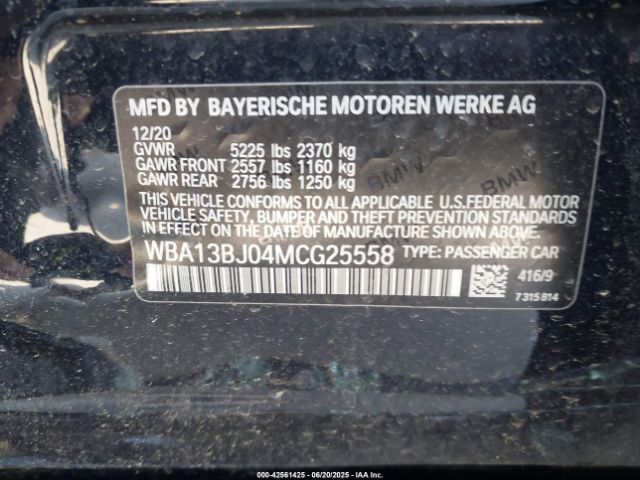 MFD BY BAYERISCHE MOTOREN WERKE AG
12/20
GVWR 5225 lbs 2370 kg
GAWR FRONT 2557 lbs 1160 kg
GAWR REAR 2756 lbs 1250 kg
THIS VEHICLE CONFORMS TO ALL APPLICABLE U.S.FEDERAL MOTOR
VEHICLE SAFETY, BUMPER AND THEFT PREVENTION STANDARDS
IN EFFECT ON THE DATE OF MANUFACTURE SHOWN ABOVE.
WBA13BJ04MCG25558 TYPE: PASSENGER CAR
416/9
7 315 814
000-42561425 06/20/2025 IAA Inc.